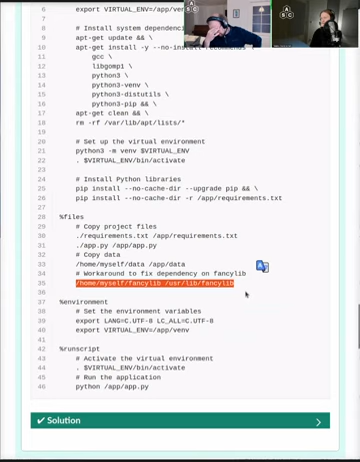 6 export VIRTUAL_ENV=/app/ven
7
8 # Install system dependenci
9 apt-get update && \
10 apt-get install -y --no-install-recommends \
11 gcc \
12 libgompi \
13 python3 \
14 python3-venv \
15 python3-distutils \
16 python3-pip && \
17 apt-get clean && \
18 rm -rf /var/lib/apt/lists/*
19
20 # Set up the virtual environment
21 python3 -m venv $VIRTUAL_ENV
22 . $VIRTUAL_ENV/bin/activate
23
24 # Install Python libraries
25 pip install --no-cache-dir --upgrade pip && \
26 pip install --no-cache-dir -r /app/requirements.txt
27
28 %files
29 # Copy project files
30 ./requirements.txt /app/requirements.txt
31 ./app.py /app/app.py
32 # Copy data
33 /home/myself/data /app/data
34 # Workaround to fix dependency on fancylib
35 /home/myself/fancylib /usr/lib/fancylib
36
37 %environment
38 # Set the environment variables
39 export LANG=C.UTF-8 LC_ALL=C.UTF-8
40 export VIRTUAL_ENV=/app/venv
41
42 %runscript
43 # Activate the virtual environment
44 . $VIRTUAL_ENV/bin/activate
45 # Run the application
46 python /app/app.py
✔ Solution